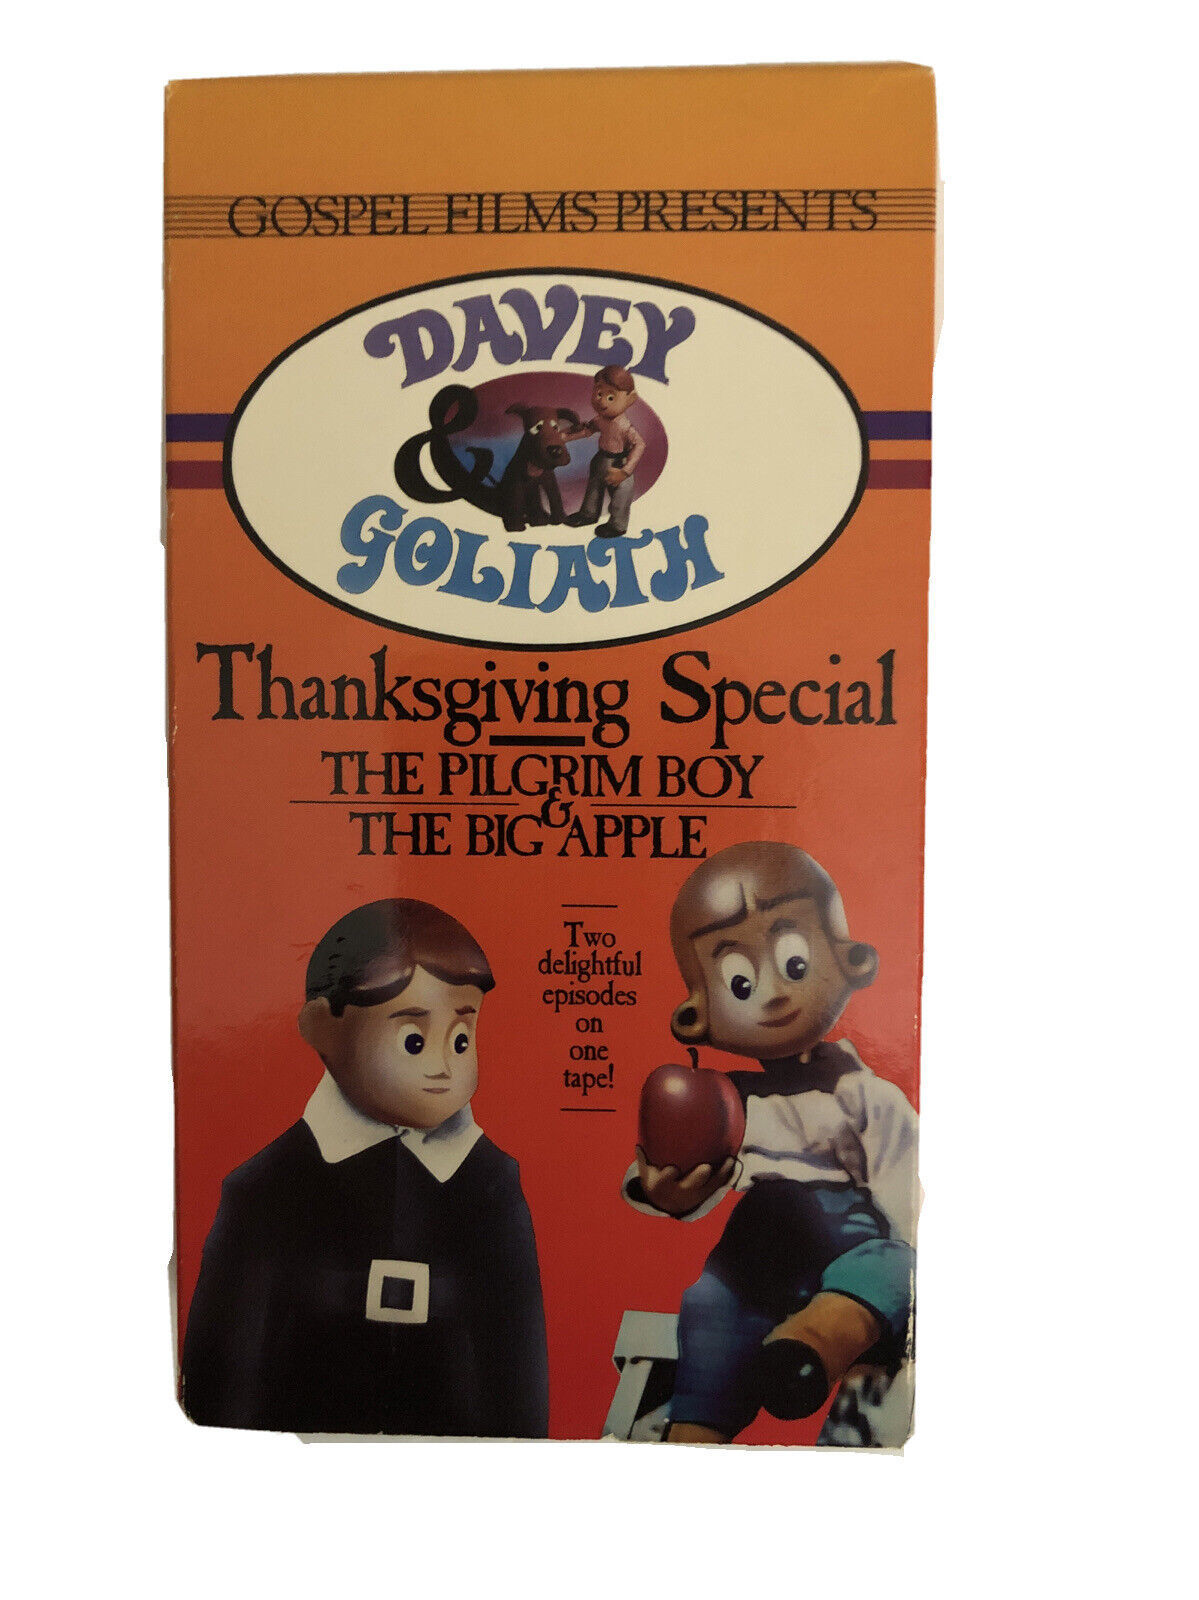 GOSPEL FILMS PRESENTS
DAVEY
&
GOLIATH
Thanksgiving Special
THE PILGRIM BOY
&
THE BIG APPLE
Two
delightful
episodes
on
one
tape!